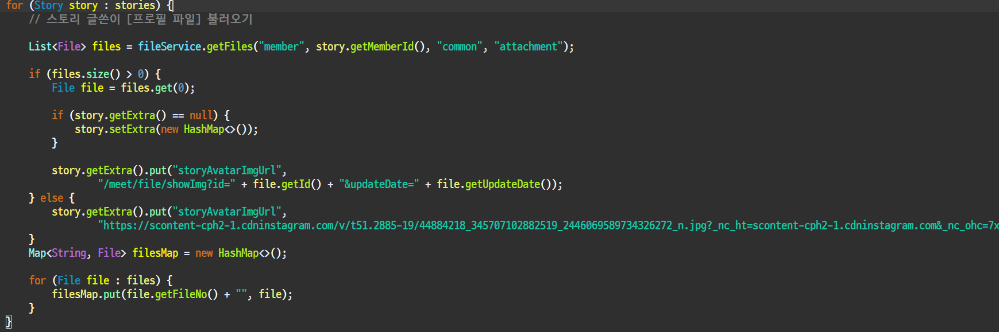 for (Story story : stories) {
// 스토리 글쓴이 [프로필 파일] 불러오기
List<File> files = fileService.getFiles("member", story.getMemberId(), "common", "attachment");
if (files.size() > 0) {
File file = files.get(0);
if (story.getExtra() == null) {
story.setExtra(new HashMap<>());
}
story.getExtra().put("storyAvatarImgUrl",
"/meet/file/showImg?id=" + file.getId() + "&updateDate=" + file.getUpdateDate());
} else {
story.getExtra().put("storyAvatarImgUrl",
"https://scontent-cph2-1.cdninstagram.com/v/t51.2885-19/44884218_345707102882519_2446069589734326272_n.jpg?_nc_ht=scontent-cph2-1.cdninstagram.com&_nc_ohc=7x
}
Map<String, File> filesMap = new HashMap<>();
for (File file : files) {
filesMap.put(file.getFileNo() + "", file);
}
}